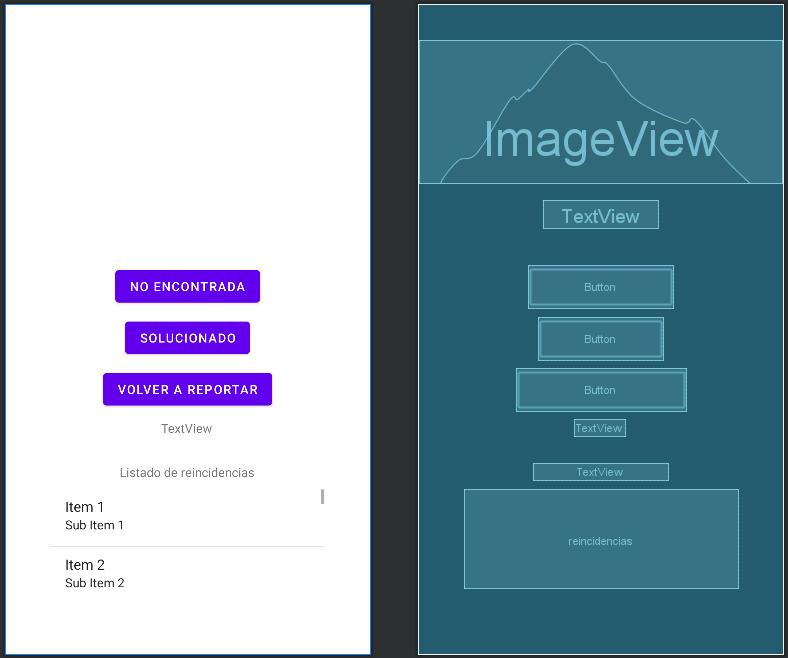 NO ENCONTRADA
SOLUCIONADO
VOLVER A REPORTAR
TextView
Listado de reincidencias
Item 1
Sub Item 1
Item 2
Sub Item 2
ImageView
TextView
Button
Button
Button
TextView
TextView
reincidencias